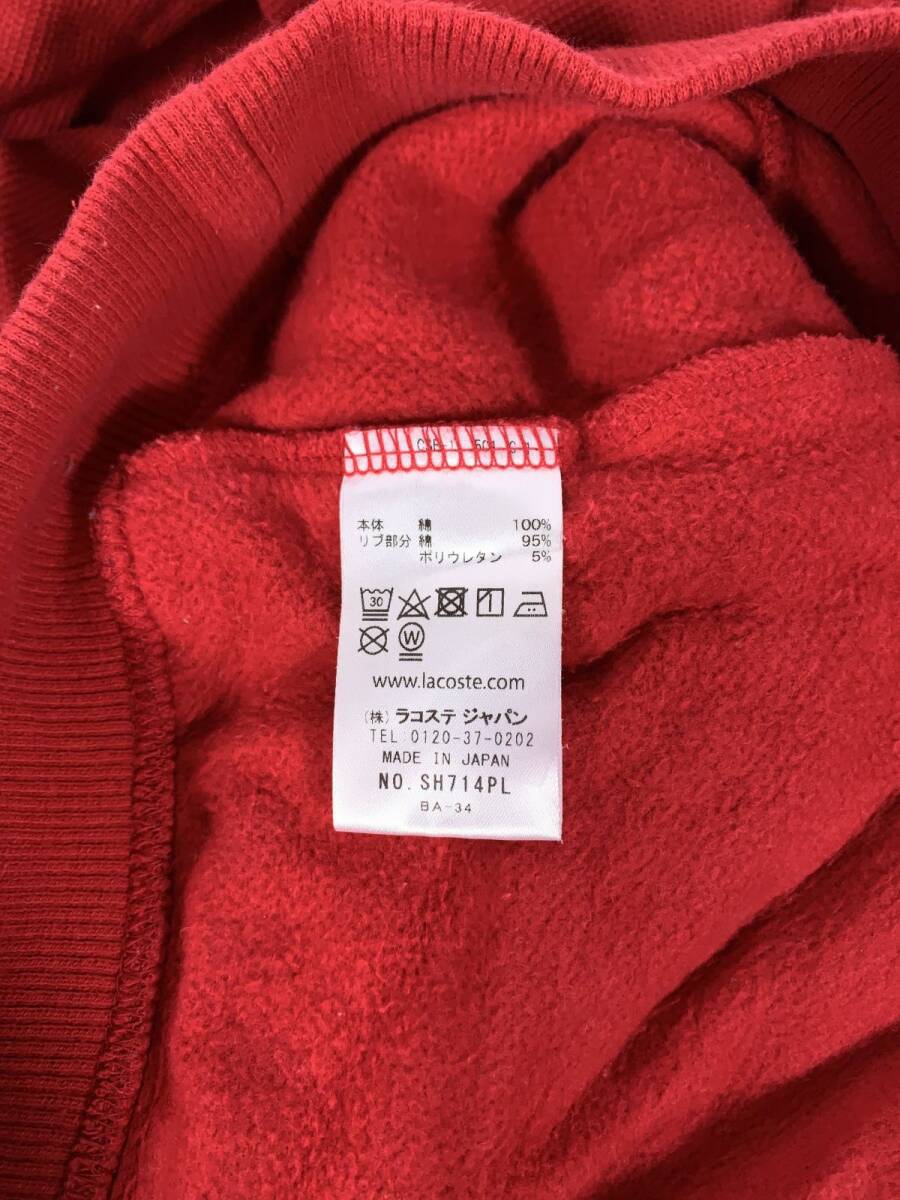 本体 綿 100%
リブ部分 綿 95%
ポリウレタン 5%
30
1
W
www.lacoste.com
(株) ラコステ ジャパン
TEL:0120-37-0202
MADE IN JAPAN
NO. SH714PL
BA-34